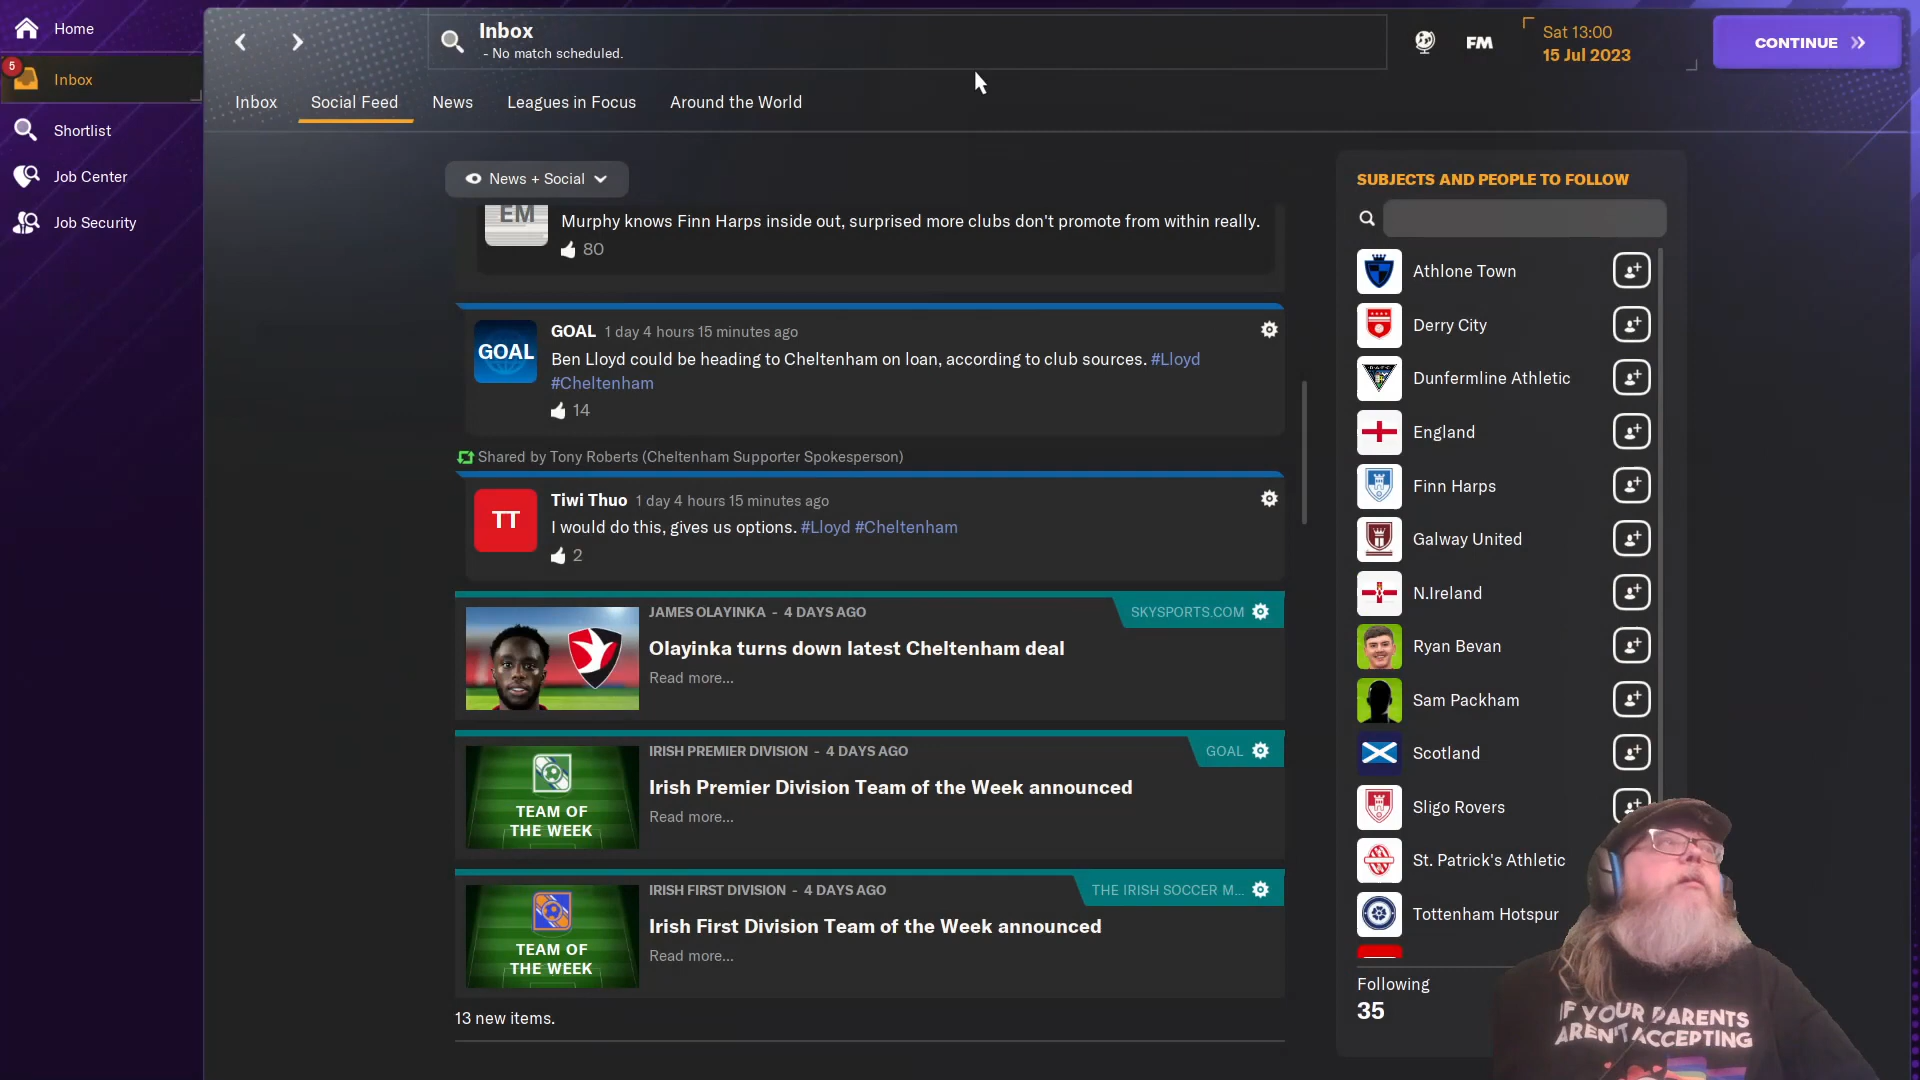 Home
5
Inbox
Shortlist
Job Center
Job Security
Inbox
- No match scheduled.
FM
Sat 13:00
15 Jul 2023
CONTINUE
Inbox
Social Feed
News
Leagues in Focus
Around the World
News + Social
EM
Murphy knows Finn Harps inside out, surprised more clubs don't promote from within really.
80
GOAL
GOAL 1 day 4 hours 15 minutes ago
Ben Lloyd could be heading to Cheltenham on loan, according to club sources. #Lloyd
#Cheltenham
14
Shared by Tony Roberts (Cheltenham Supporter Spokesperson)
TT
Tiwi Thuo 1 day 4 hours 15 minutes ago
I would do this, gives us options. #Lloyd #Cheltenham
2
JAMES OLAYINKA - 4 DAYS AGO
SKYSPORTS.COM
Olayinka turns down latest Cheltenham deal
Read more...
IRISH PREMIER DIVISION - 4 DAYS AGO
GOAL
TEAM OF
THE WEEK
Irish Premier Division Team of the Week announced
Read more...
IRISH FIRST DIVISION - 4 DAYS AGO
THE IRISH SOCCER M...
TEAM OF
THE WEEK
Irish First Division Team of the Week announced
Read more...
13 new items.
SUBJECTS AND PEOPLE TO FOLLOW
Athlone Town
Derry City
Dunfermline Athletic
England
Finn Harps
Galway United
N.Ireland
Ryan Bevan
Sam Packham
Scotland
Sligo Rovers
St. Patrick's Athletic
Tottenham Hotspur
Following
35
IF YOUR PARENTS
AREN'T ACCEPTING